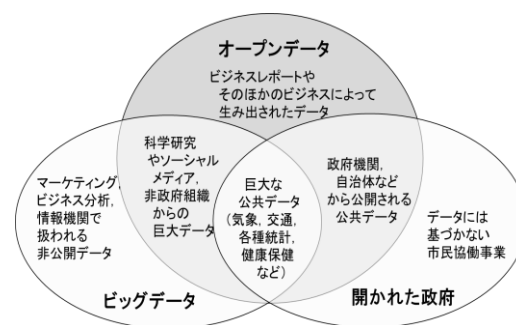 オープンデータ
ビジネスレポートや
そのほかのビジネスによって
生み出されたデータ
科学研究
やソーシャル
メディア,
非政府組織
からの
巨大データ
政府機関,
自治体など
から公開される
公共データ
巨大な
公共データ
(気象, 交通,
各種統計,
健康保健
など)
マーケティング,
ビジネス分析,
情報機関で
扱われる
非公開データ
データには
基づかない
市民協働事業
ビッグデータ
開かれた政府